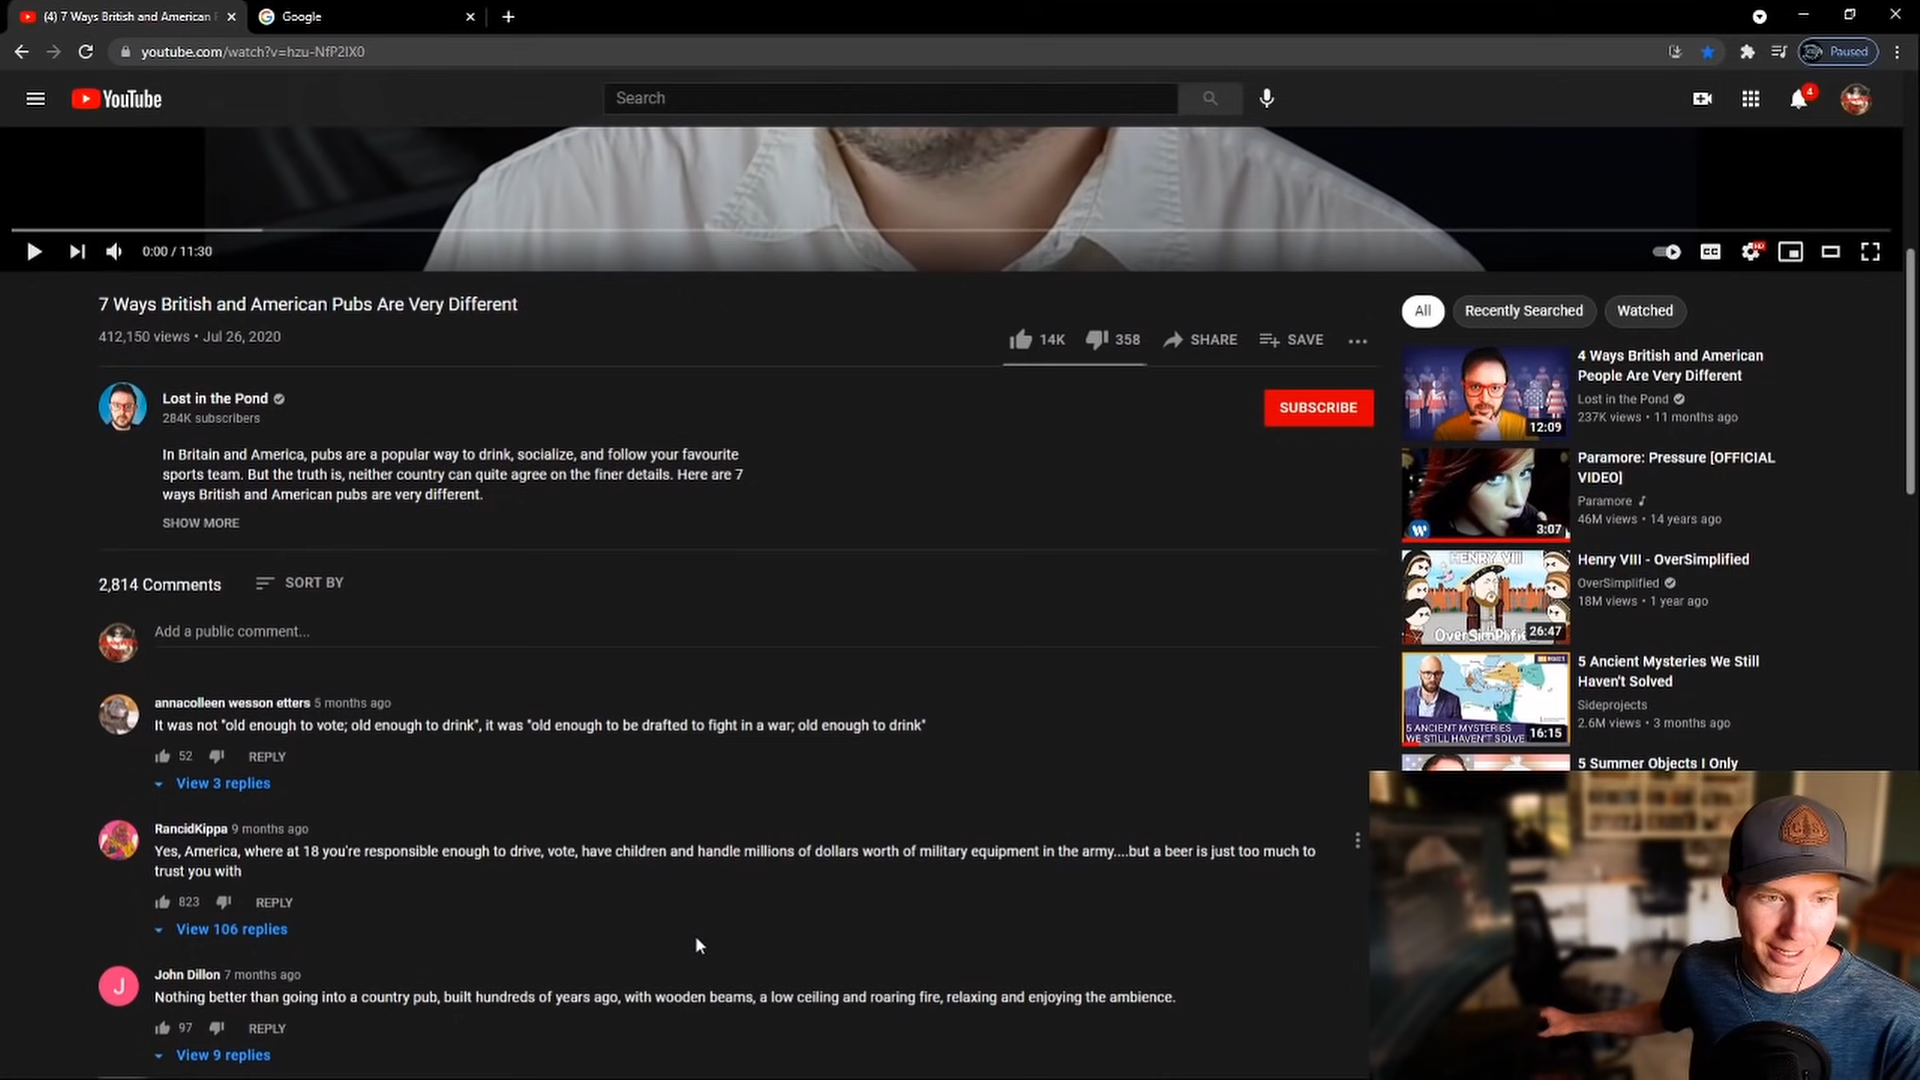 (4) 7 Ways British and American P
Google
youtube.com/watch?v=hzu-NfP2IX0
Paused
YouTube
Search
4
0:00 / 11:30
CC
HD
7 Ways British and American Pubs Are Very Different
412,150 views • Jul 26, 2020
14K
358
SHARE
SAVE
Lost in the Pond
284K subscribers
SUBSCRIBE
In Britain and America, pubs are a popular way to drink, socialize, and follow your favourite
sports team. But the truth is, neither country can quite agree on the finer details. Here are 7
ways British and American pubs are very different.
SHOW MORE
2,814 Comments
SORT BY
Add a public comment...
annacolleen wesson etters 5 months ago
It was not "old enough to vote; old enough to drink", it was "old enough to be drafted to fight in a war; old enough to drink"
52
REPLY
View 3 replies
RancidKippa 9 months ago
Yes, America, where at 18 you're responsible enough to drive, vote, have children and handle millions of dollars worth of military equipment in the army....but a beer is just too much to
trust you with
823
REPLY
View 106 replies
J
John Dillon 7 months ago
Nothing better than going into a country pub, built hundreds of years ago, with wooden beams, a low ceiling and roaring fire, relaxing and enjoying the ambience.
97
REPLY
View 9 replies
All
Recently Searched
Watched
12:09
4 Ways British and American
People Are Very Different
Lost in the Pond
237K views • 11 months ago
3:07
Paramore: Pressure [OFFICIAL
VIDEO]
Paramore
46M views • 14 years ago
HENRY VIII
OverSimplifie
26:47
Henry VIII - OverSimplified
OverSimplified
18M views • 1 year ago
5 ANCIENT MYSTERIES
WE STILL HAVEN'T SOLVE
16:15
5 Ancient Mysteries We Still
Haven't Solved
Sideprojects
2.6M views • 3 months ago
5 Summer Objects I Only